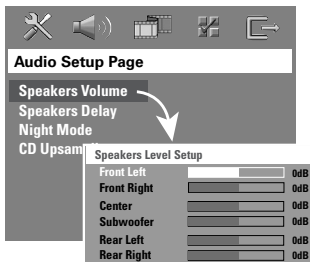 Audio Setup Page
Speakers Volume
Speakers Delay
Night Mode
CD Upsam
Speakers Level Setup
Front Left 0dB
Front Right 0dB
Center 0dB
Subwoofer 0dB
Rear Left 0dB
Rear Right 0dB